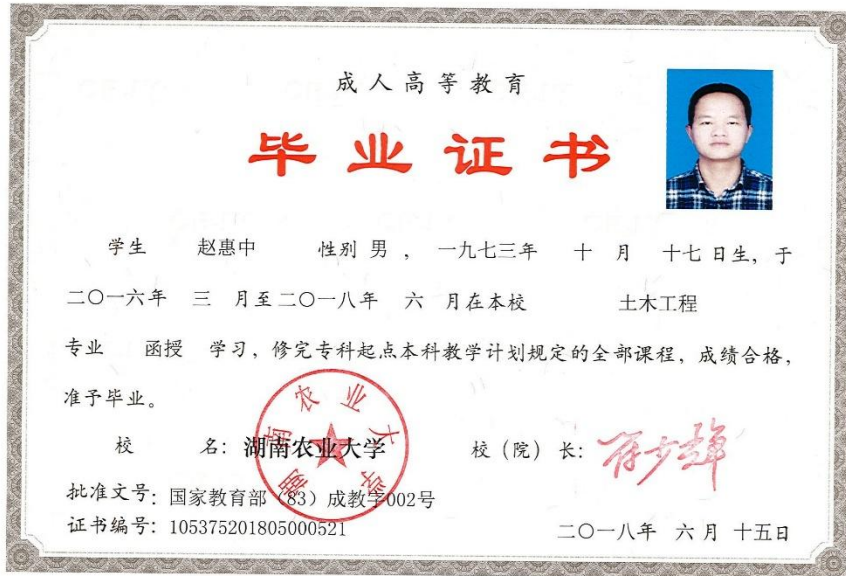 成人高等教育
毕业证书
学生 赵惠中 性别 男 ， 一九七三年 十 月 十七 日生，于
二〇一六年 三 月至二〇一八年 六 月在本校 土木工程
专业 函授 学习，修完专科起点本科教学计划规定的全部课程，成绩合格，
准予毕业。
校 名：湖南农业大学 校（院）长：
湖南农业大学
批准文号：国家教育部（83）成教字002号
证书编号：105375201805000521
二〇一八年 六 月 十五日